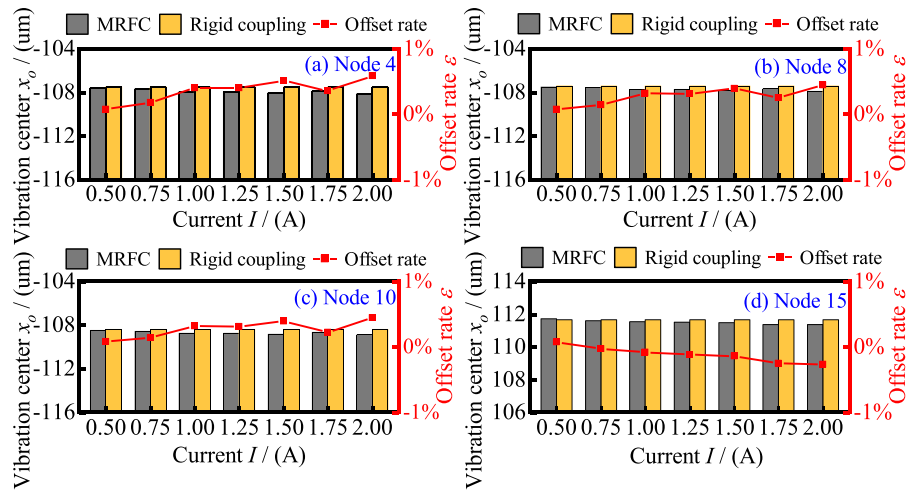 MRFC Rigid coupling Offset rate
(a) Node 4
Vibration center xₒ / (um)
-104
-108
-112
-116
1%
0%
-1%
Offset rate ε
0.50 0.75 1.00 1.25 1.50 1.75 2.00
Current I / (A)
MRFC Rigid coupling Offset rate
(b) Node 8
Vibration center xₒ / (um)
-104
-108
-112
-116
1%
0%
-1%
Offset rate ε
0.50 0.75 1.00 1.25 1.50 1.75 2.00
Current I / (A)
MRFC Rigid coupling Offset rate
(c) Node 10
Vibration center xₒ / (um)
-104
-108
-112
-116
1%
0%
-1%
Offset rate ε
0.50 0.75 1.00 1.25 1.50 1.75 2.00
Current I / (A)
MRFC Rigid coupling Offset rate
(d) Node 15
Vibration center xₒ / (um)
114
112
110
108
106
1%
0%
-1%
Offset rate ε
0.50 0.75 1.00 1.25 1.50 1.75 2.00
Current I / (A)